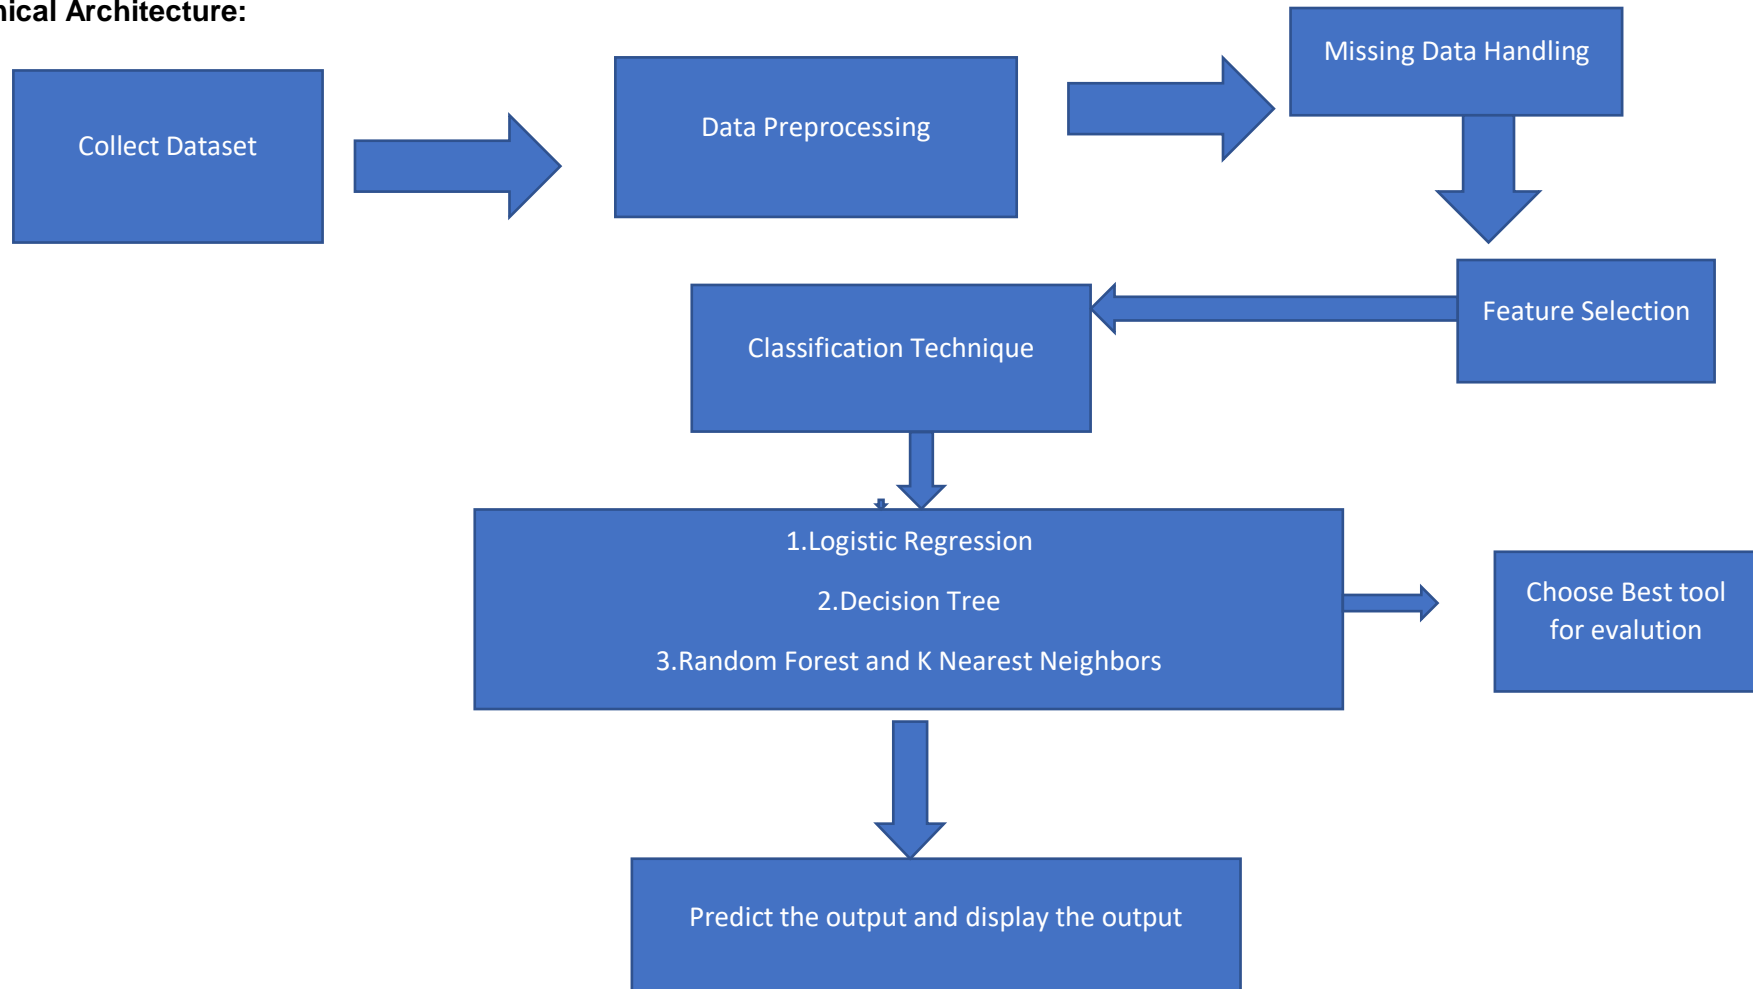 nical Architecture:
Collect Dataset
Data Preprocessing
Missing Data Handling
Feature Selection
Classification Technique
1.Logistic Regression
2.Decision Tree
3.Random Forest and K Nearest Neighbors
Choose Best tool
for evalution
Predict the output and display the output